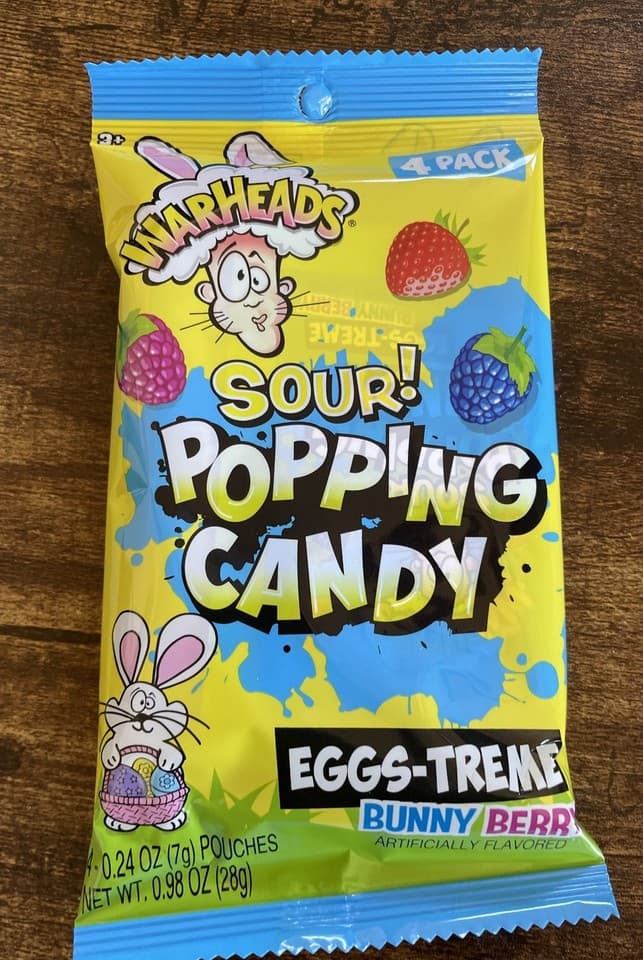 3+
4 PACK
WARHEADS®
SOUR!
POPPING
CANDY
EGGS-TREME
BUNNY BERRY
ARTIFICIALLY FLAVORED
4-0.24 OZ (7g) POUCHES
NET WT. 0.98 OZ (28g)